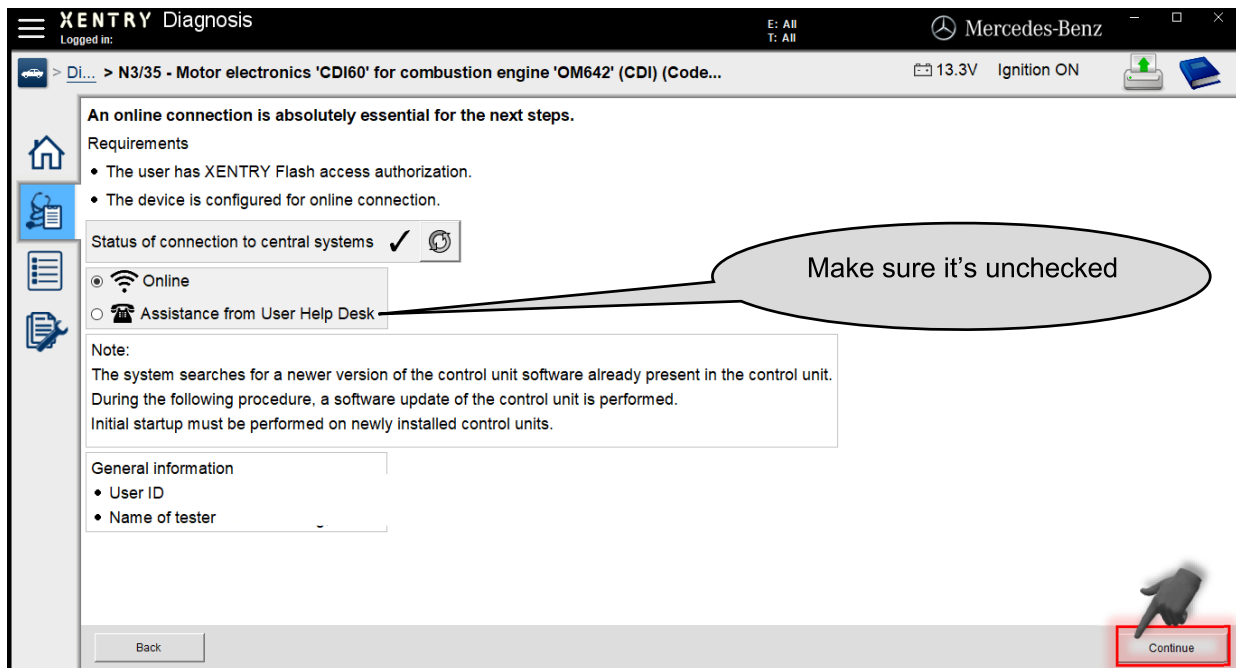 XENTRY Diagnosis
Logged in:
E: All
T: All
Mercedes-Benz
> Di... > N3/35 - Motor electronics 'CDI60' for combustion engine 'OM642' (CDI) (Code...
13.3V Ignition ON
An online connection is absolutely essential for the next steps.
Requirements
• The user has XENTRY Flash access authorization.
• The device is configured for online connection.
Status of connection to central systems
Online
Assistance from User Help Desk
Make sure it's unchecked
Note:
The system searches for a newer version of the control unit software already present in the control unit.
During the following procedure, a software update of the control unit is performed.
Initial startup must be performed on newly installed control units.
General information
• User ID
• Name of tester
Back
Continue